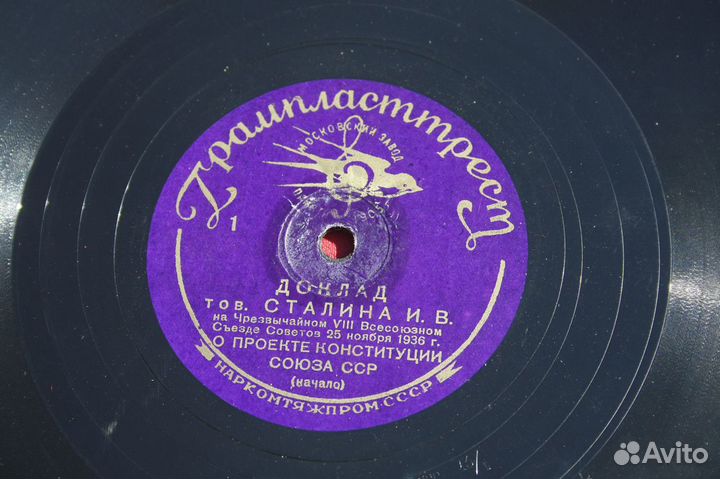 Грампласттрест
МОСКОВСКИЙ ЗАВОД
1
ДОКЛАД
тов. СТАЛИНА И. В.
на Чрезвычайном VIII Всесоюзном
Съезде Советов 25 ноября 1936 г.
О ПРОЕКТЕ КОНСТИТУЦИИ
СОЮЗА ССР
(начало)
НАРКОМТЯЖПРОМ-СССР
Avito